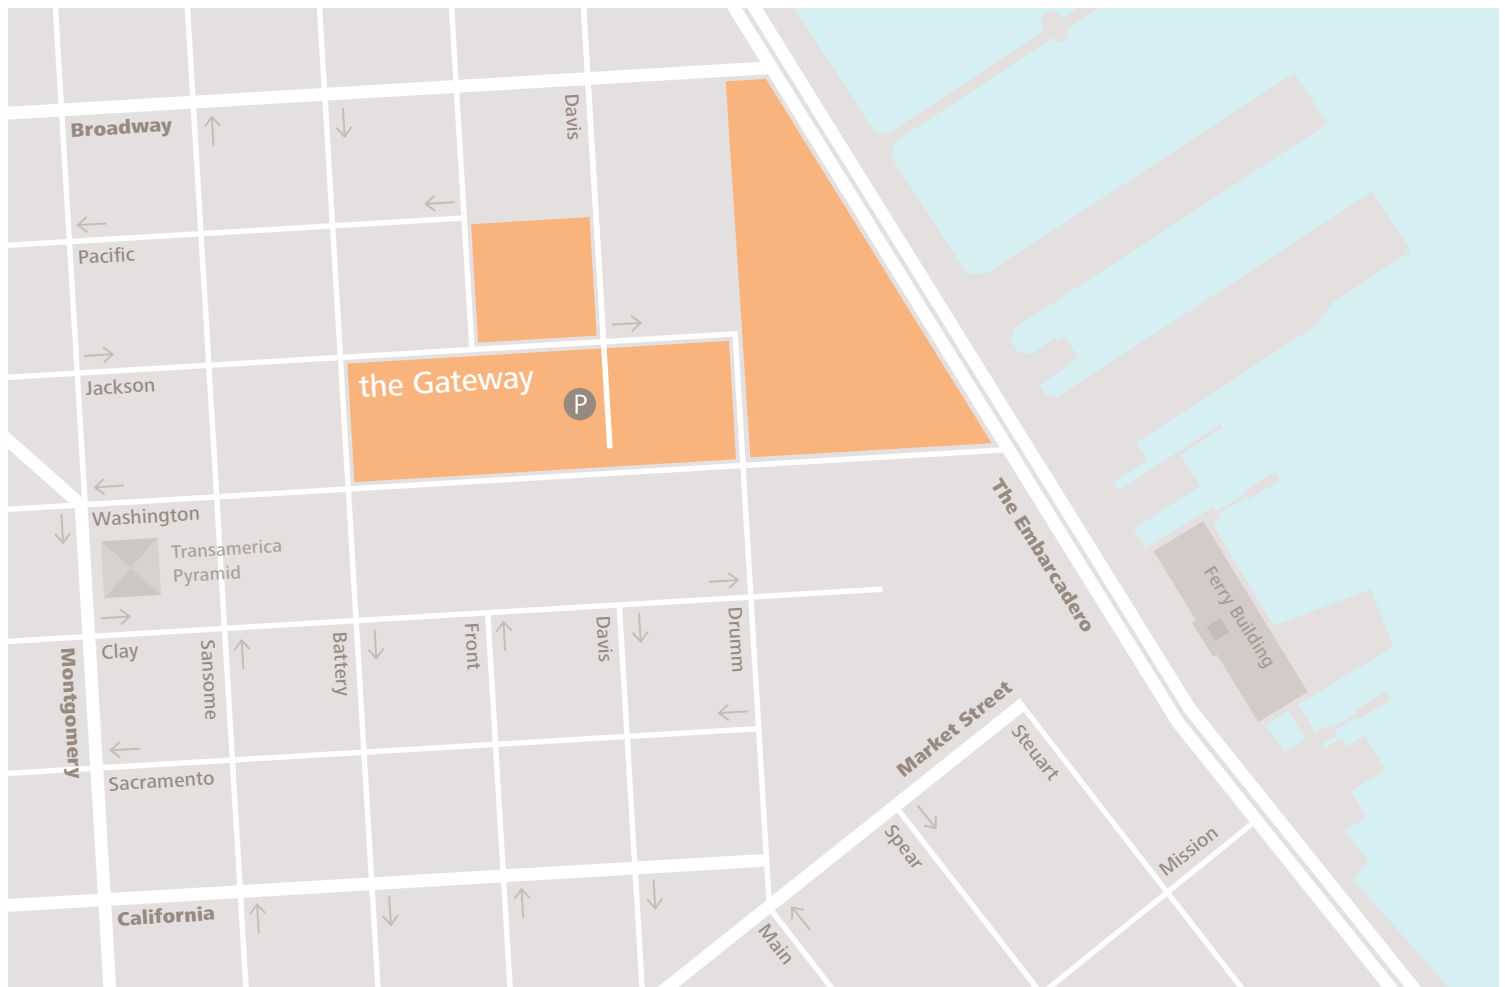 Broadway
Davis
Pacific
Jackson
the Gateway
P
Washington
Transamerica
Pyramid
The Embarcadero
Ferry Building
Clay
Montgomery
Sansome
Battery
Front
Davis
Drumm
Market Street
Steuart
Sacramento
Spear
Mission
California
Main